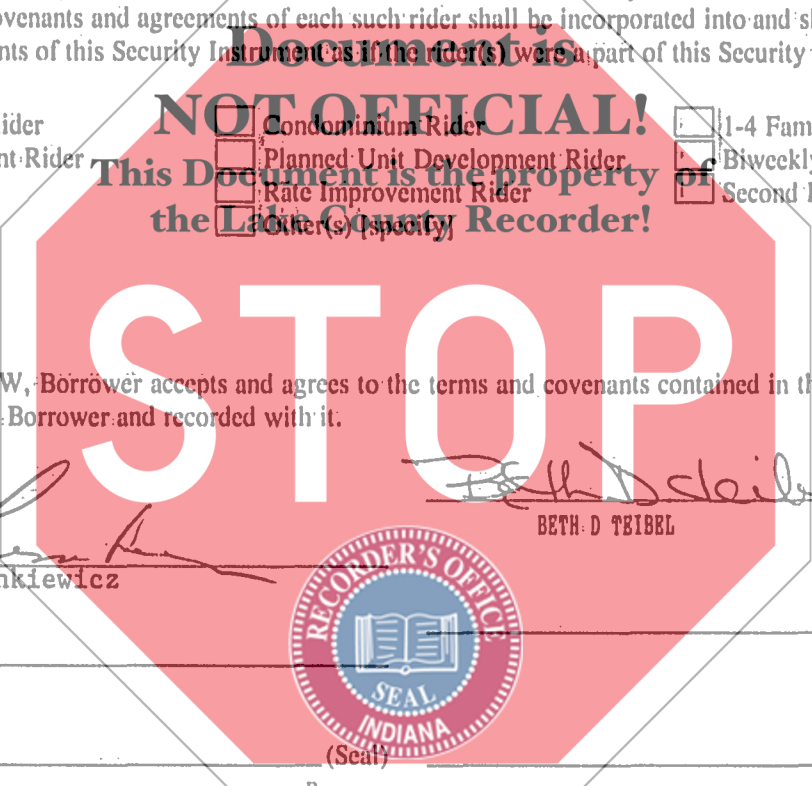 ovenants and agreements of each such rider shall be incorporated into and
nts of this Security Instrument as if the rider(s) were a part of this Security
Document is
NOT OFFICIAL!
This Document is the property of
the Lake County Recorder!
ider
Condominium Rider
1-4 Fam
nt Rider
Planned Unit Development Rider
Biweekly
Rate Improvement Rider
Second
Other(s) [specify]
STOP
W, Borrower accepts and agrees to the terms and covenants contained in th
Borrower and recorded with it.
Beth D Teibel
BETH D TEIBEL
nkiewicz
RECORDER'S OFFICE
SEAL
INDIANA
(Seal)